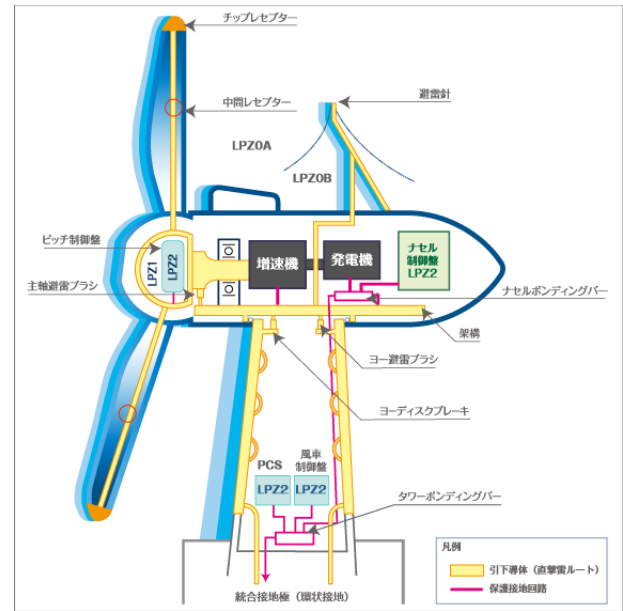 チップレセプター
中間レセプター
避雷針
LPZ0A
LPZ0B
ピッチ制御盤
LPZ1
LPZ2
増速機
発電機
ナセル
制御盤
LPZ2
主軸避雷ブラシ
ナセルボンディングバー
架構
ヨー避雷ブラシ
ヨーディスクブレーキ
PCS
風車
制御盤
LPZ2
LPZ2
タワーボンディングバー
統合接地極（環状接地）
凡例
引下導体（直撃雷ルート）
保護接地回路